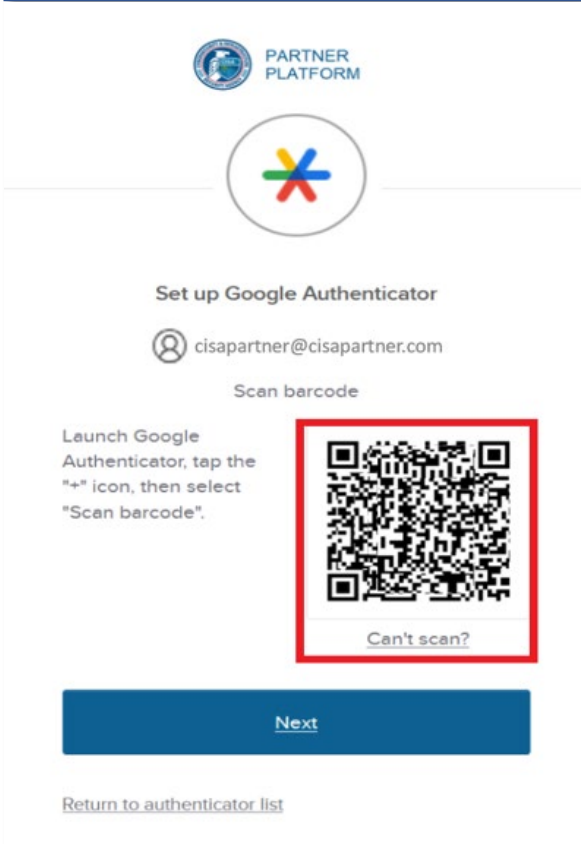 PARTNER
PLATFORM
Set up Google Authenticator
cisapartner@cisapartner.com
Scan barcode
Launch Google
Authenticator, tap the
"+" icon, then select
"Scan barcode".
Can't scan?
Next
Return to authenticator list